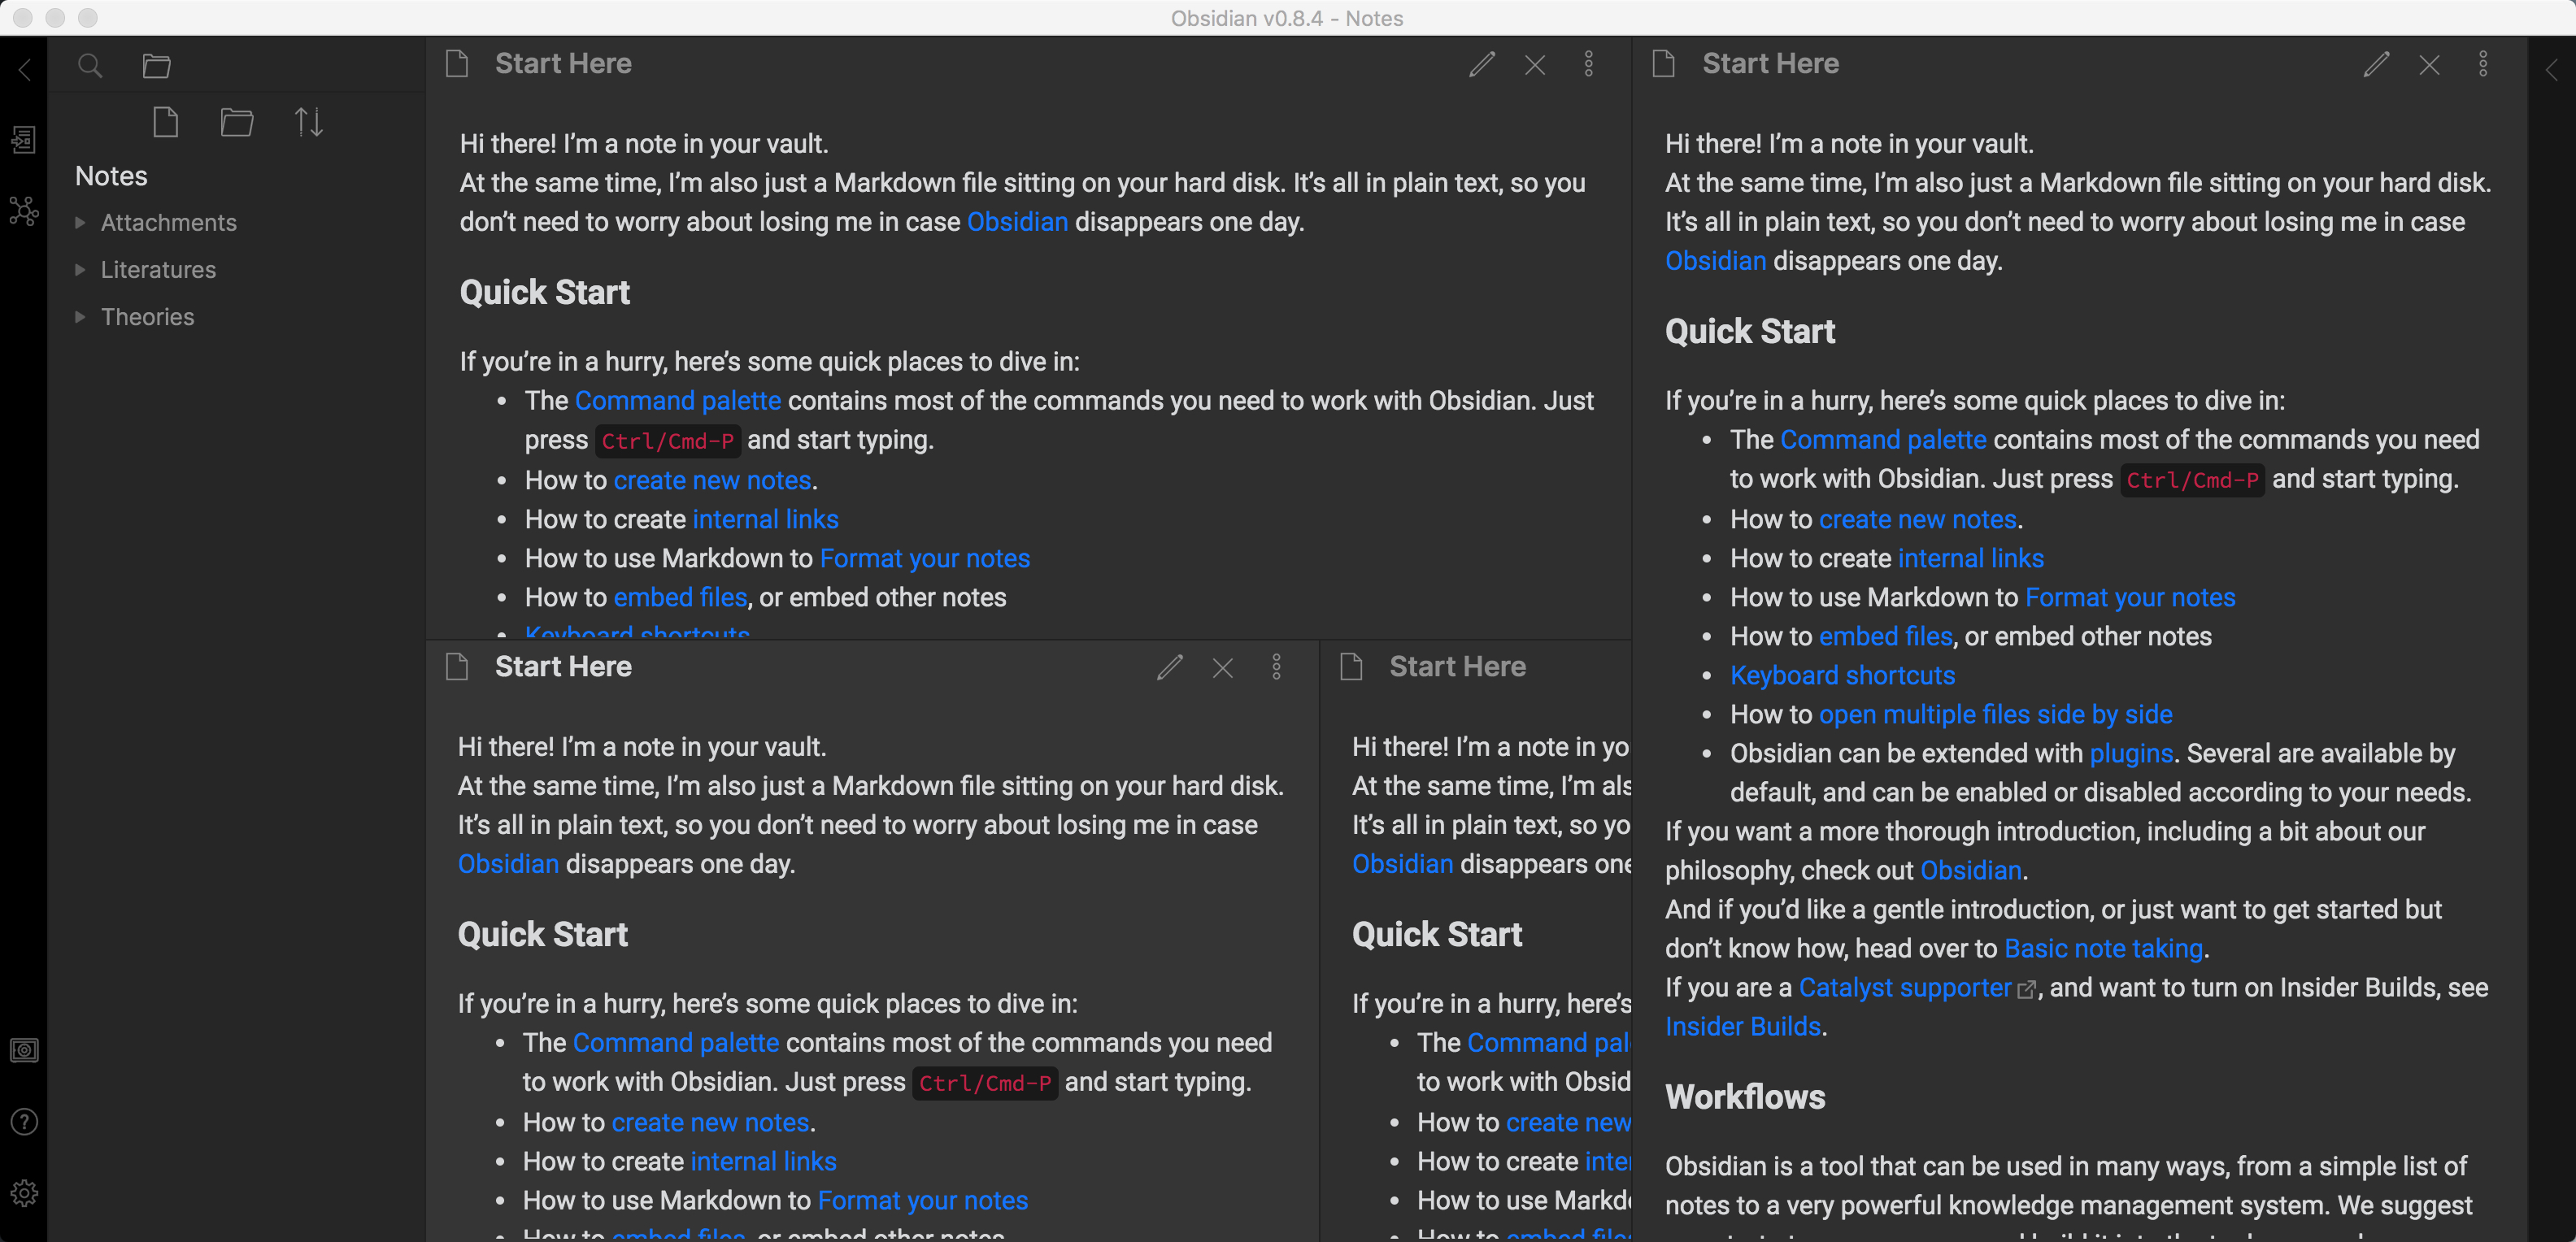 Obsidian v0.8.4 - Notes
Notes
Attachments
Literatures
Theories
Start Here
Hi there! I’m a note in your vault.
At the same time, I’m also just a Markdown file sitting on your hard disk. It’s all in plain text, so you
don’t need to worry about losing me in case Obsidian disappears one day.
Quick Start
If you’re in a hurry, here’s some quick places to dive in:
• The Command palette contains most of the commands you need to work with Obsidian. Just
press Ctrl/Cmd-P and start typing.
• How to create new notes.
• How to create internal links
• How to use Markdown to Format your notes
• How to embed files, or embed other notes
• Keyboard shortcuts
Start Here
Hi there! I’m a note in your vault.
At the same time, I’m also just a Markdown file sitting on your hard disk.
It’s all in plain text, so you don’t need to worry about losing me in case
Obsidian disappears one day.
Quick Start
If you’re in a hurry, here’s some quick places to dive in:
• The Command palette contains most of the commands you need
to work with Obsidian. Just press Ctrl/Cmd-P and start typing.
• How to create new notes.
• How to create internal links
• How to use Markdown to Format your notes
• How to embed files, or embed other notes
Start Here
Hi there! I’m a note in yo
At the same time, I’m als
It’s all in plain text, so yo
Obsidian disappears one
Quick Start
If you’re in a hurry, here’s
• The Command pal
to work with Obsid
• How to create new
• How to create inter
• How to use Markdo
• How to embed files
Start Here
Hi there! I’m a note in your vault.
At the same time, I’m also just a Markdown file sitting on your hard disk.
It’s all in plain text, so you don’t need to worry about losing me in case
Obsidian disappears one day.
Quick Start
If you’re in a hurry, here’s some quick places to dive in:
• The Command palette contains most of the commands you need
to work with Obsidian. Just press Ctrl/Cmd-P and start typing.
• How to create new notes.
• How to create internal links
• How to use Markdown to Format your notes
• How to embed files, or embed other notes
• Keyboard shortcuts
• How to open multiple files side by side
• Obsidian can be extended with plugins. Several are available by
default, and can be enabled or disabled according to your needs.
If you want a more thorough introduction, including a bit about our
philosophy, check out Obsidian.
And if you’d like a gentle introduction, or just want to get started but
don’t know how, head over to Basic note taking.
If you are a Catalyst supporter, and want to turn on Insider Builds, see
Insider Builds.
Workflows
Obsidian is a tool that can be used in many ways, from a simple list of
notes to a very powerful knowledge management system. We suggest